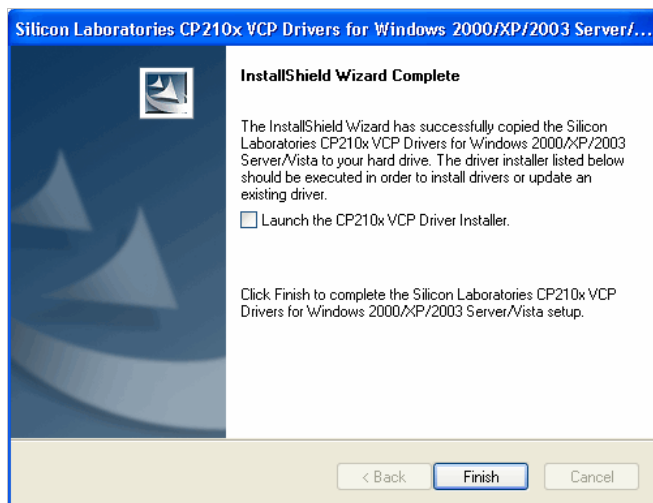 Silicon Laboratories CP210x VCP Drivers for Windows 2000/XP/2003 Server/...
InstallShield Wizard Complete
The InstallShield Wizard has successfully copied the Silicon
Laboratories CP210x VCP Drivers for Windows 2000/XP/2003
Server/Vista to your hard drive. The driver installer listed below
should be executed in order to install drivers or update an
existing driver.
Launch the CP210x VCP Driver Installer.
Click Finish to complete the Silicon Laboratories CP210x VCP
Drivers for Windows 2000/XP/2003 Server/Vista setup.
< Back Finish Cancel